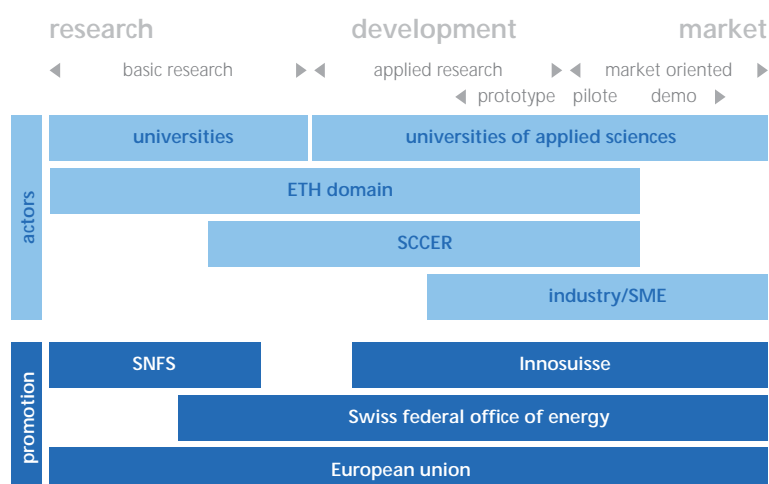 research development market
basic research applied research market oriented
prototype pilote demo
actors
universities universities of applied sciences
ETH domain
SCCER
industry/SME
promotion
SNFS Innosuisse
Swiss federal office of energy
European union